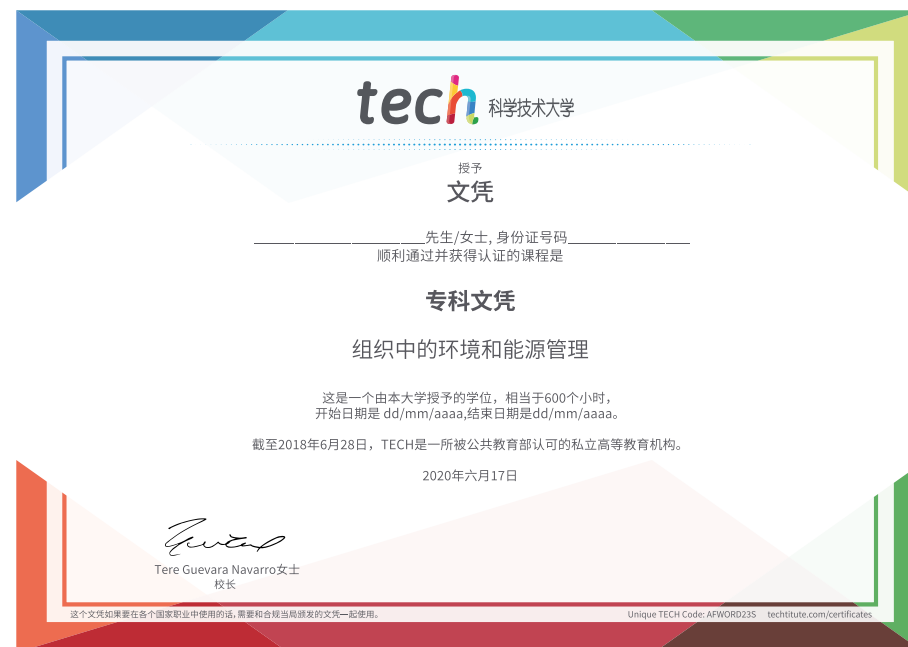 tech 科学技术大学
授予
文凭
先生/女士, 身份证号码
顺利通过并获得认证的课程是
专科文凭
组织中的环境和能源管理
这是一个由本大学授予的学位，相当于600个小时，
开始日期是 dd/mm/aaaa,结束日期是dd/mm/aaaa。
截至2018年6月28日，TECH是一所被公共教育部认可的私立高等教育机构。
2020年六月17日
Tere Guevara Navarro女士
校长
这个文凭如果要在各个国家职业中使用的话,需要和合规当局颁发的文凭一起使用。
Unique TECH Code: AFWORD23S techtitute.com/certificates